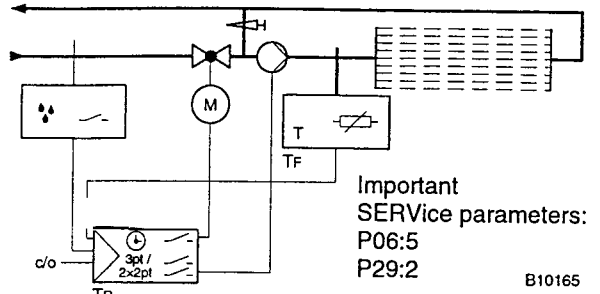 M
T
TF
Important
SERVice parameters:
P06:5
P29:2
3pt /
2x2pt
c/o
B10165